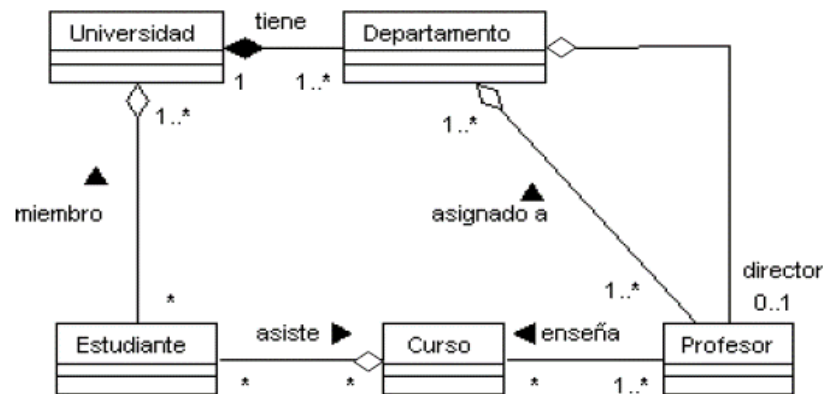 Universidad
tiene
Departamento
1
1..*
1..*
1..*
miembro
asignado a
director
*
1..*
0..1
Estudiante
asiste
Curso
enseña
Profesor
*
*
*
1..*